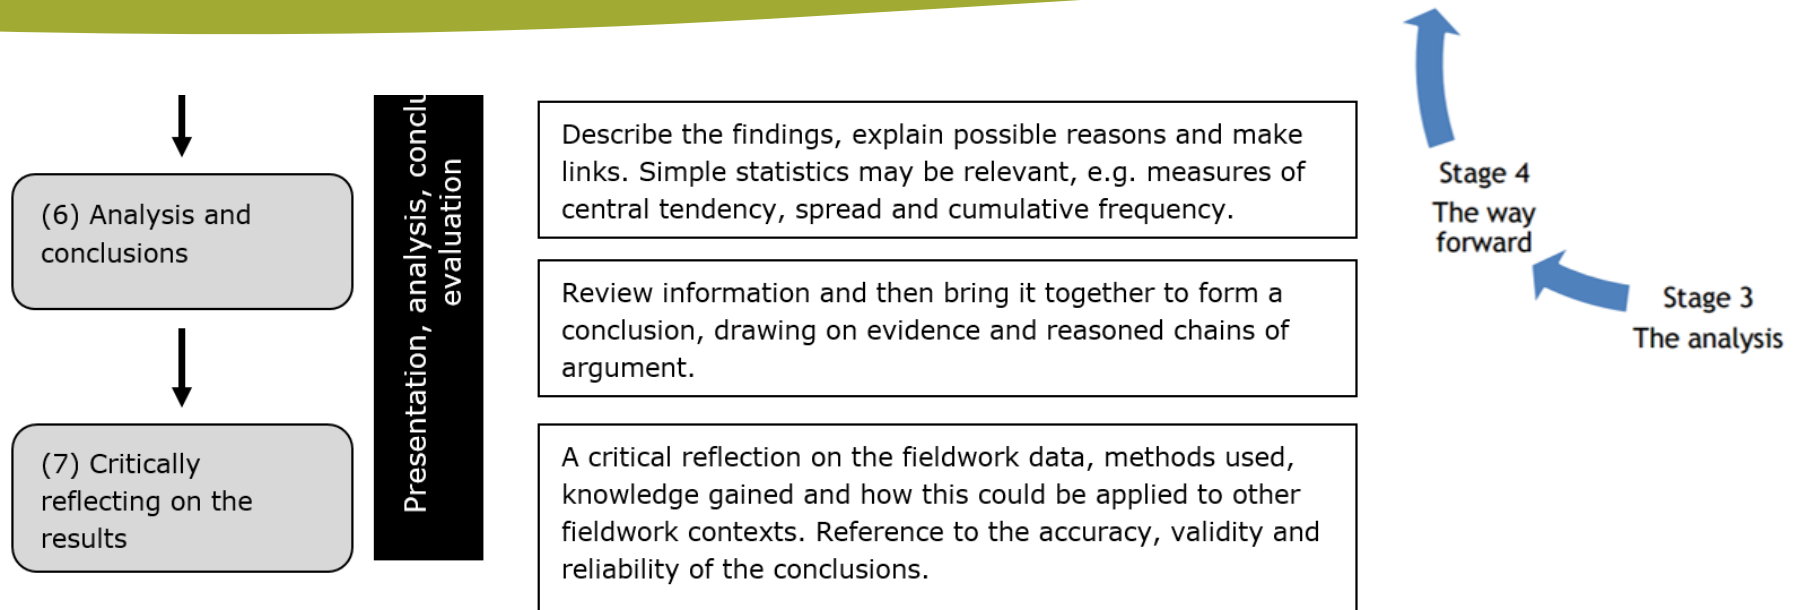 (6) Analysis and
conclusions
(7) Critically
reflecting on the
results
Presentation, analysis,
evaluation
Describe the findings, explain possible reasons and make
links. Simple statistics may be relevant, e.g. measures of
central tendency, spread and cumulative frequency.
Review information and then bring it together to form a
conclusion, drawing on evidence and reasoned chains of
argument.
A critical reflection on the fieldwork data, methods used,
knowledge gained and how this could be applied to other
fieldwork contexts. Reference to the accuracy, validity and
reliability of the conclusions.
Stage 4
The way
forward
Stage 3
The analysis